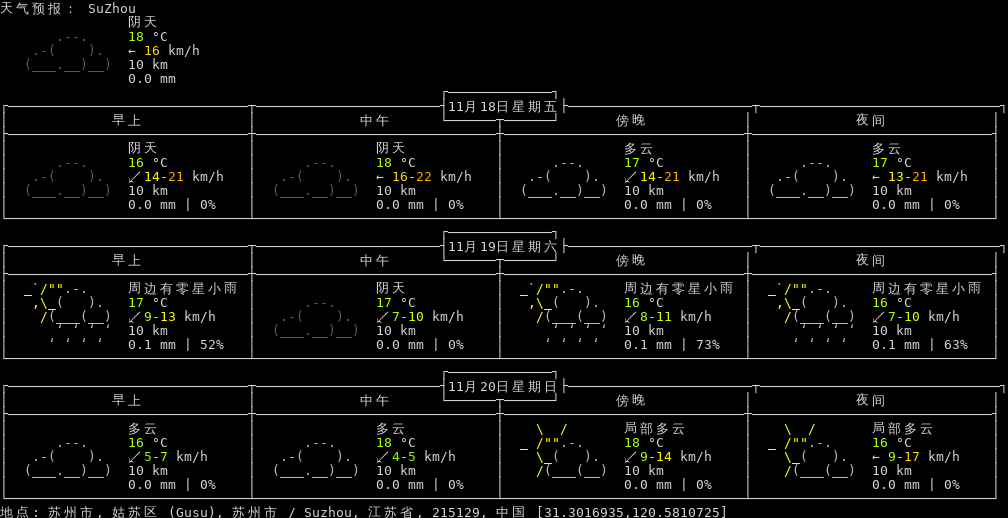 天气预报: SuZhou
阴天
18 °C
← 16 km/h
10 km
0.0 mm
11月18日星期五
早上 中午 傍晚 夜间
阴天 阴天 多云 多云
16 °C 18 °C 17 °C 17 °C
↙ 14-21 km/h ← 16-22 km/h ↙ 14-21 km/h ← 13-21 km/h
10 km 10 km 10 km 10 km
0.0 mm | 0% 0.0 mm | 0% 0.0 mm | 0% 0.0 mm | 0%
11月19日星期六
早上 中午 傍晚 夜间
周边有零星小雨 阴天 周边有零星小雨 周边有零星小雨
17 °C 17 °C 16 °C 16 °C
↙ 9-13 km/h ↙ 7-10 km/h ↙ 8-11 km/h ↙ 7-10 km/h
10 km 10 km 10 km 10 km
0.1 mm | 52% 0.0 mm | 0% 0.1 mm | 73% 0.1 mm | 63%
11月20日星期日
早上 中午 傍晚 夜间
多云 多云 局部多云 局部多云
16 °C 18 °C 18 °C 16 °C
↙ 5-7 km/h ↙ 4-5 km/h ↙ 9-14 km/h ← 9-17 km/h
10 km 10 km 10 km 10 km
0.0 mm | 0% 0.0 mm | 0% 0.0 mm | 0% 0.0 mm | 0%
地点: 苏州市, 姑苏区 (Gusu), 苏州市 / Suzhou, 江苏省, 215129, 中国 [31.3016935,120.5810725]